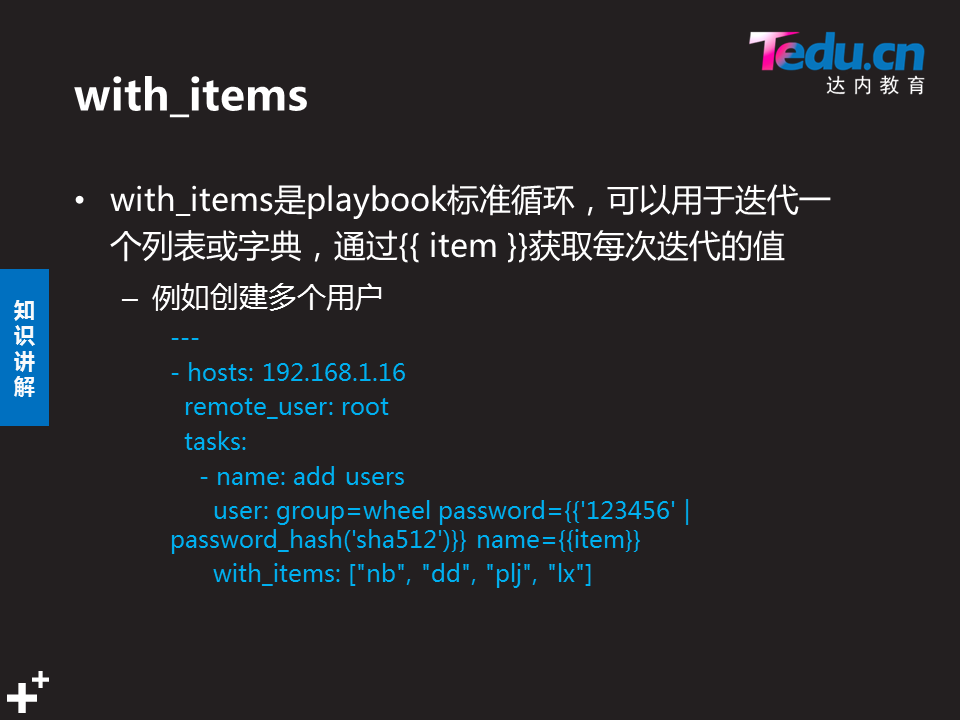 Tedu.cn
达内教育
with_items
• with_items是playbook标准循环，可以用于迭代一
个列表或字典，通过{{ item }}获取每次迭代的值
– 例如创建多个用户
---
- hosts: 192.168.1.16
remote_user: root
tasks:
- name: add users
user: group=wheel password={{'123456' |
password_hash('sha512')}} name={{item}}
with_items: ["nb", "dd", "plj", "lx"]
知
识
讲
解